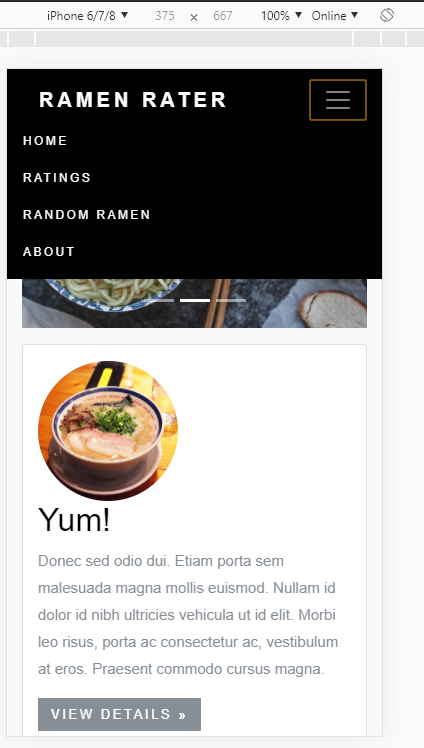 iPhone 6/7/8 ▼ 375 × 667 100% ▼ Online ▼
RAMEN RATER
HOME
RATINGS
RANDOM RAMEN
ABOUT
Yum!
Donec sed odio dui. Etiam porta sem
malesuada magna mollis euismod. Nullam id
dolor id nibh ultricies vehicula ut id elit. Morbi
leo risus, porta ac consectetur ac, vestibulum
at eros. Praesent commodo cursus magna.
VIEW DETAILS »